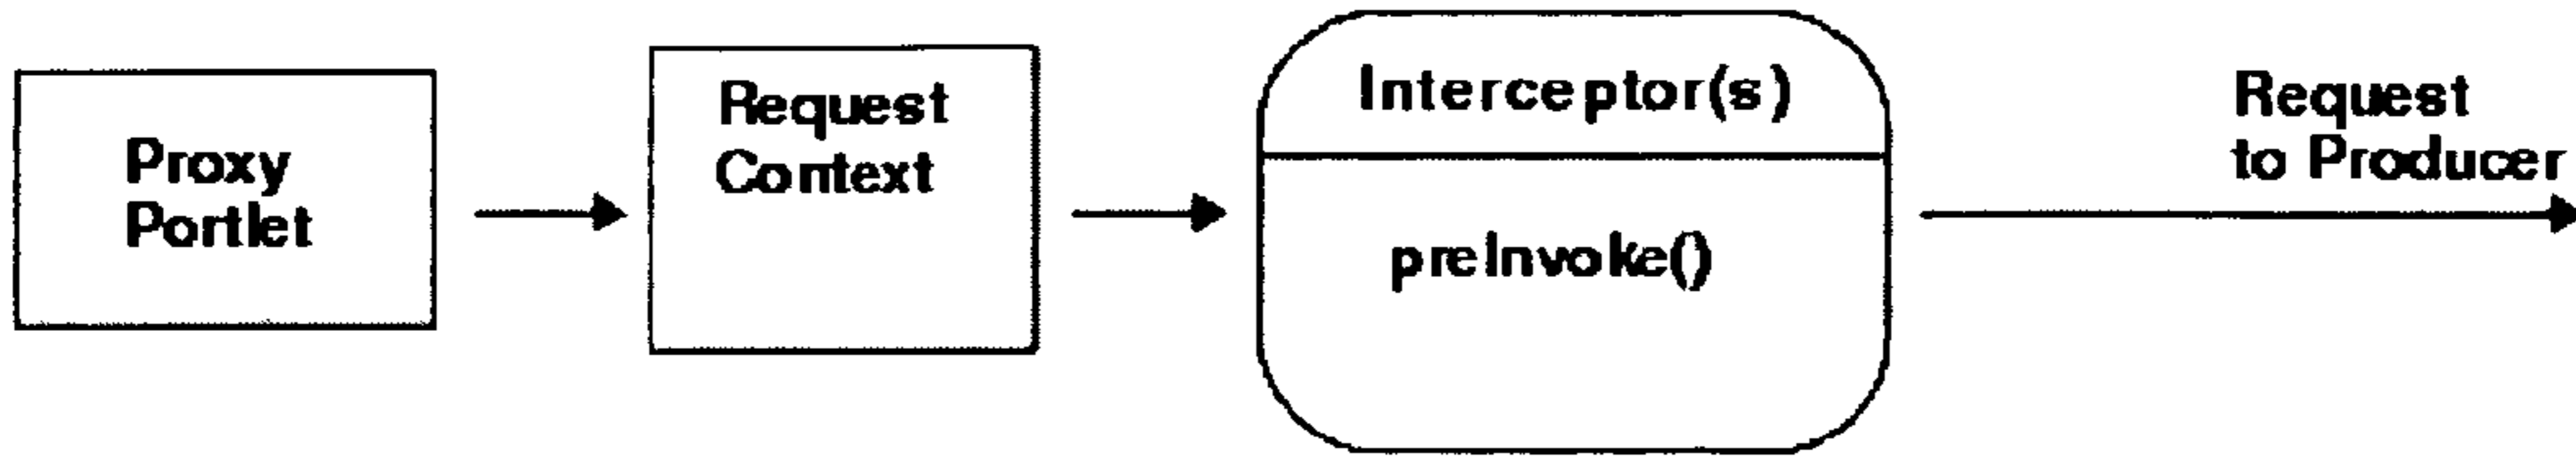 Proxy
Portlet
Request
Context
Interceptor(s)
preInvoke()
Request
to Producer